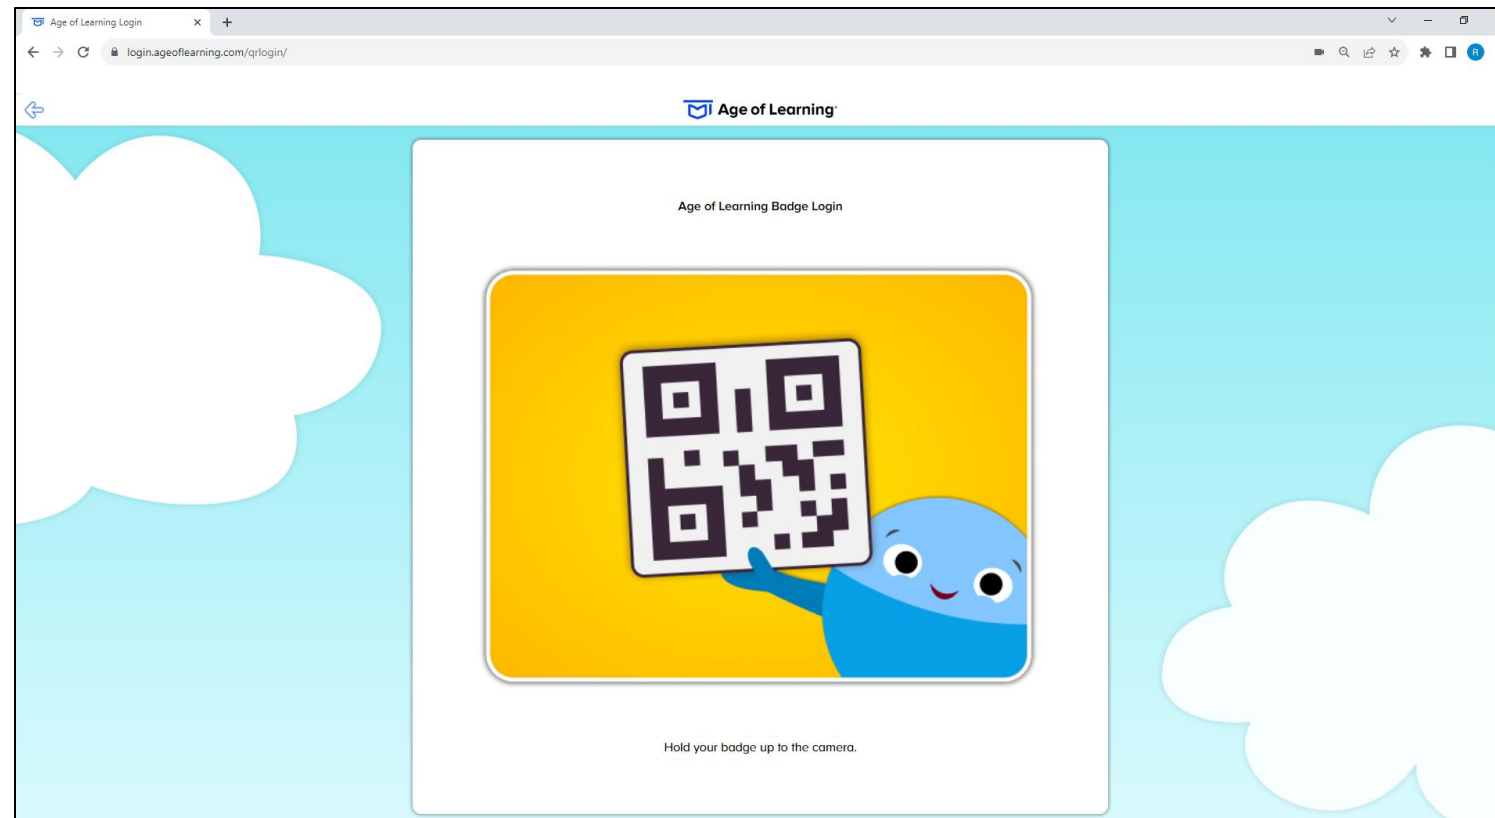 Age of Learning Login
login.ageoflearning.com/qrlogin/
R
Age of Learning
Age of Learning Badge Login
Hold your badge up to the camera.